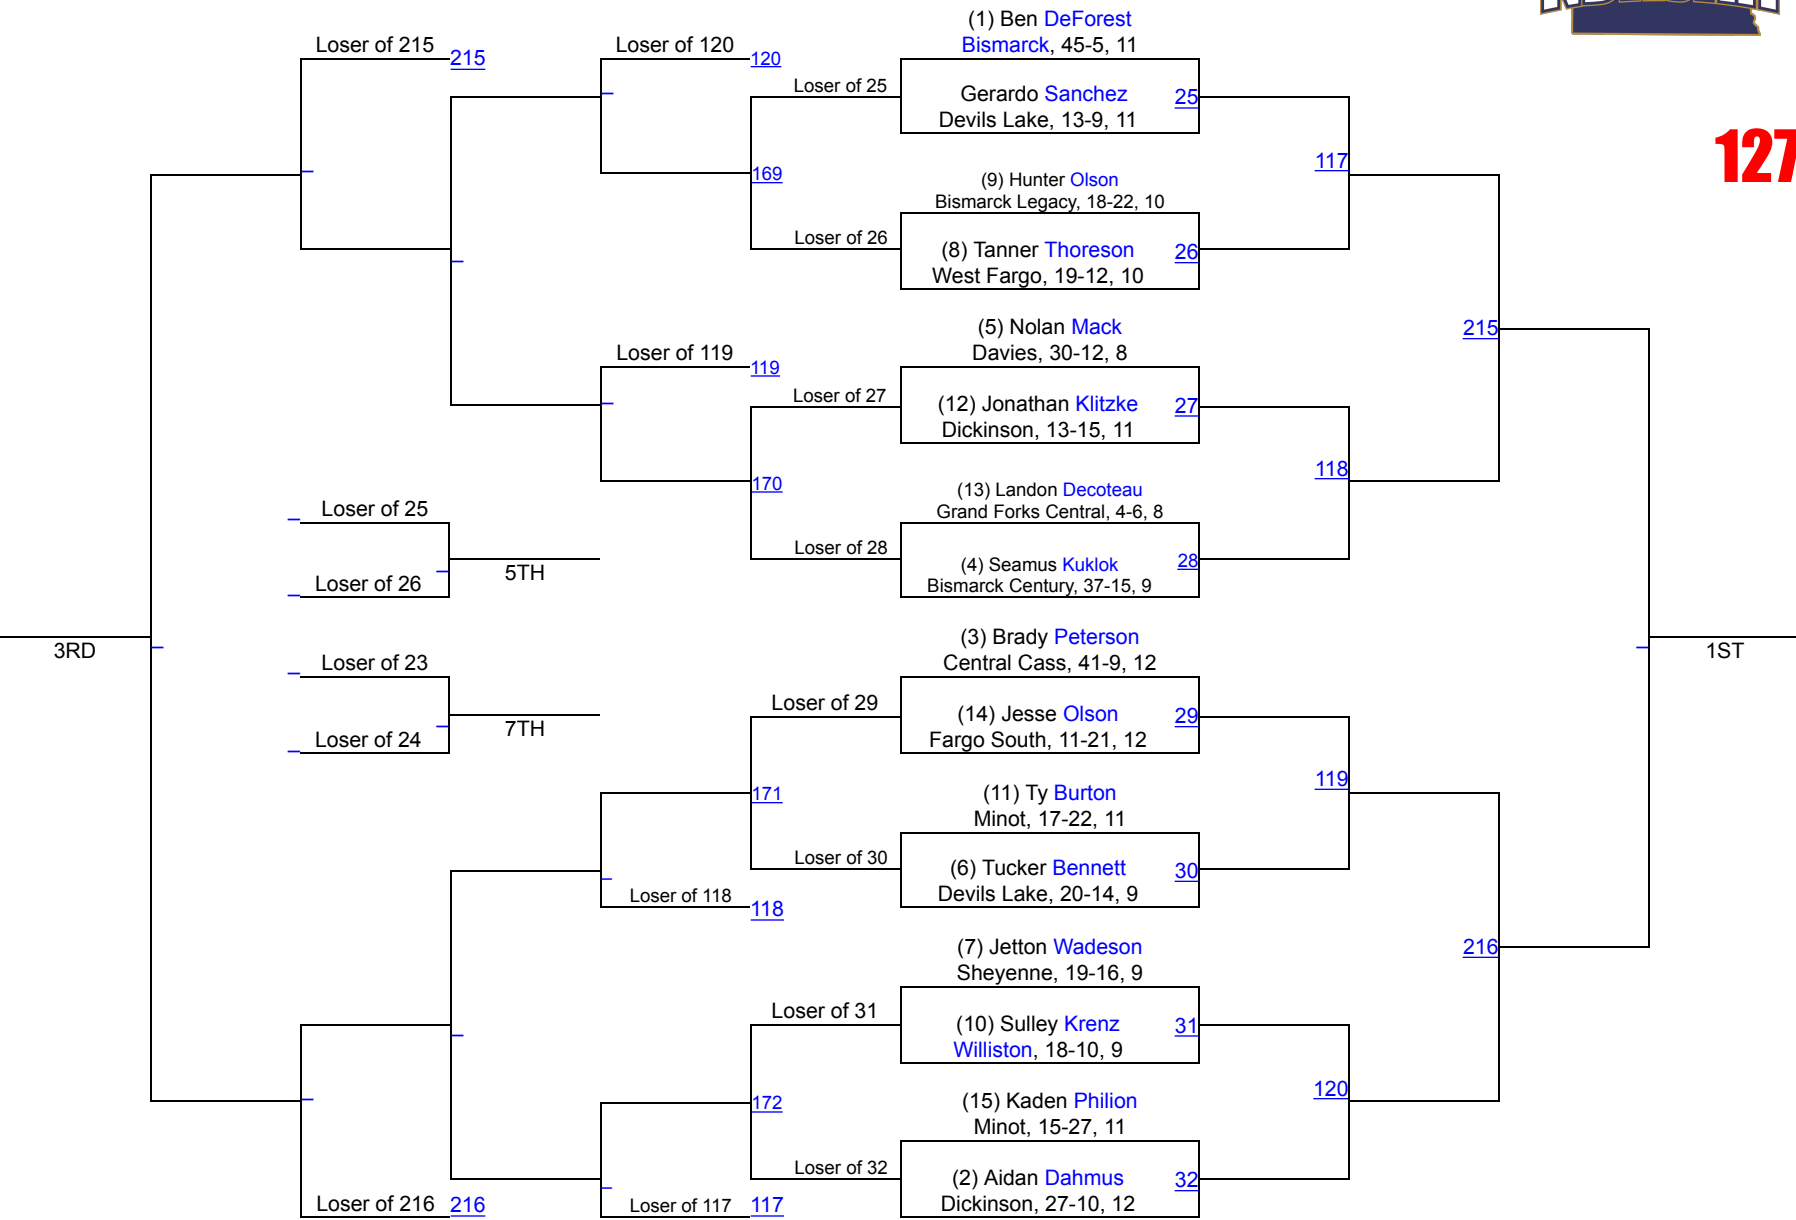 (1) Ben DeForest
Bismarck, 45-5, 11
Loser of 215
215
Loser of 120
120
Loser of 25
Gerardo Sanchez
Devils Lake, 13-9, 11
25
127
117
169
(9) Hunter Olson
Bismarck Legacy, 18-22, 10
Loser of 26
(8) Tanner Thoreson
West Fargo, 19-12, 10
26
(5) Nolan Mack
Davies, 30-12, 8
215
Loser of 119
119
Loser of 27
(12) Jonathan Klitzke
Dickinson, 13-15, 11
27
118
170
(13) Landon Decoteau
Grand Forks Central, 4-6, 8
Loser of 25
Loser of 28
(4) Seamus Kuklok
Bismarck Century, 37-15, 9
28
5TH
Loser of 26
(3) Brady Peterson
Central Cass, 41-9, 12
3RD
1ST
Loser of 23
Loser of 29
(14) Jesse Olson
Fargo South, 11-21, 12
29
7TH
Loser of 24
119
171
(11) Ty Burton
Minot, 17-22, 11
Loser of 30
(6) Tucker Bennett
Devils Lake, 20-14, 9
30
Loser of 118
118
(7) Jetton Wadeson
Sheyenne, 19-16, 9
216
Loser of 31
(10) Sulley Krenz
Williston, 18-10, 9
31
120
172
(15) Kaden Philion
Minot, 15-27, 11
Loser of 32
(2) Aidan Dahmus
Dickinson, 27-10, 12
32
Loser of 216
216
Loser of 117
117